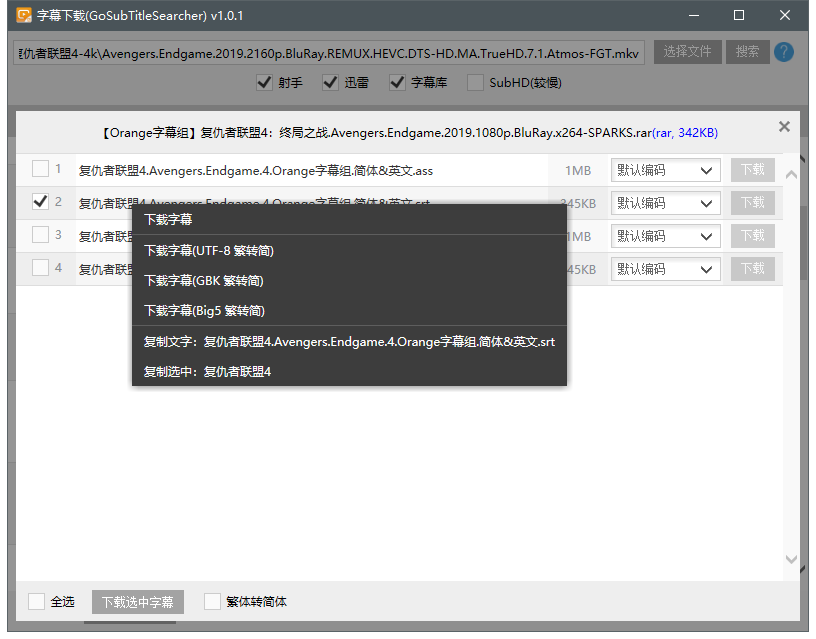 字幕下载(GoSubTitleSearcher) v1.0.1
复仇者联盟4-4k\Avengers.Endgame.2019.2160p.BluRay.REMUX.HEVC.DTS-HD.MA.TrueHD.7.1.Atmos-FGT.mkv 选择文件 搜索 ?
射手 迅雷 字幕库 SubHD(较慢)
【Orange字幕组】复仇者联盟4：终局之战.Avengers.Endgame.2019.1080p.BluRay.x264-SPARKS.rar(rar, 342KB)
1 复仇者联盟4.Avengers.Endgame.4.Orange字幕组.简体&英文.ass 1MB 默认编码 下载
2 复仇者联盟4.Avengers.Endgame.4.Orange字幕组.简体&英文.srt 345KB 默认编码 下载
3 复仇者联 1MB 默认编码 下载
4 复仇者联 45KB 默认编码 下载
下载字幕
下载字幕(UTF-8 繁转简)
下载字幕(GBK 繁转简)
下载字幕(Big5 繁转简)
复制文字：复仇者联盟4.Avengers.Endgame.4.Orange字幕组.简体&英文.srt
复制选中：复仇者联盟4
全选 下载选中字幕 繁体转简体